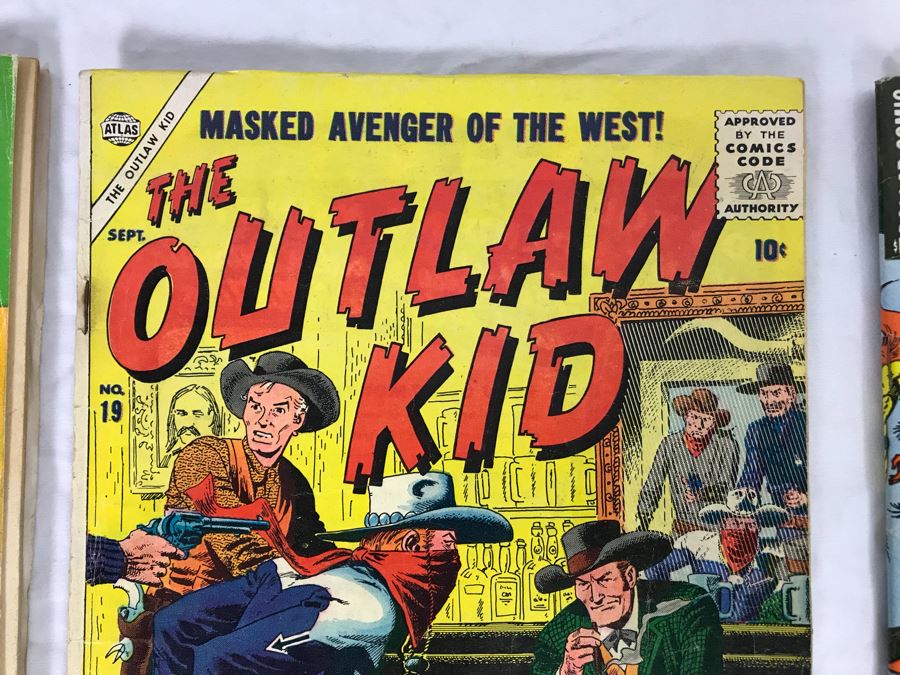 ATLAS
THE OUTLAW KID
MASKED AVENGER OF THE WEST!
APPROVED
BY THE
COMICS
CODE
CA
AUTHORITY
THE
OUTLAW
KID
SEPT.
10¢
NO.
19